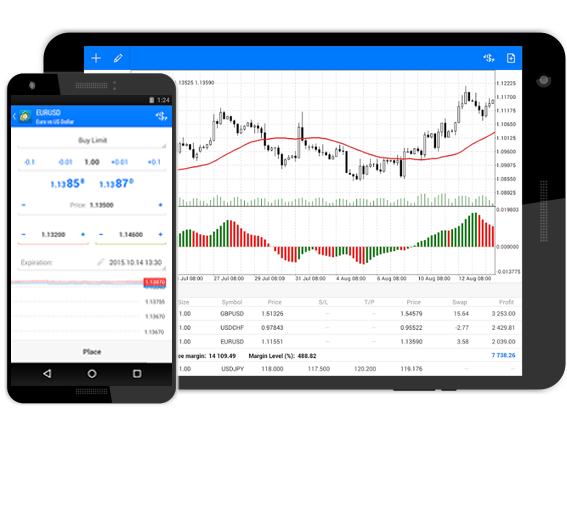 1:24
EURUSD
Euro vs US Dollar
Buy Limit
-0.1 -0.01 1.00 +0.01 +0.1
1.13858 1.13870
− Price: 1.13500 +
− 1.13200 + − 1.14600 +
Expiration: 2015.10.14 13:30
1.13870
1.13795
1.13670
1.13670
Place
.13525 1.13590
1.12225
1.11700
1.11175
1.10650
1.10125
1.09600
1.09875
1.08550
1.08925
0.019803
0.009000
-0.013775
Jul 08:00 27 Jul 08:00 29 Jul 08:00 31 Jul 08:00 4 Aug 08:00 6 Aug 08:00 10 Aug 08:00 12 Aug 08:00
Size Symbol Price S/L T/P Price Swap Profit
1.00 GBPUSD 1.51326 -- -- 1.54579 15.64 3 253.00
1.00 USDCHF 0.97843 -- -- 0.95522 -2.77 2 429.81
1.00 EURUSD 1.11551 -- -- 1.13590 3.58 2 039.00
ee margin: 14 109.49 Margin Level (%): 488.82 7 738.26
1.00 USDJPY 118.000 117.500 120.200 119.176 -- --